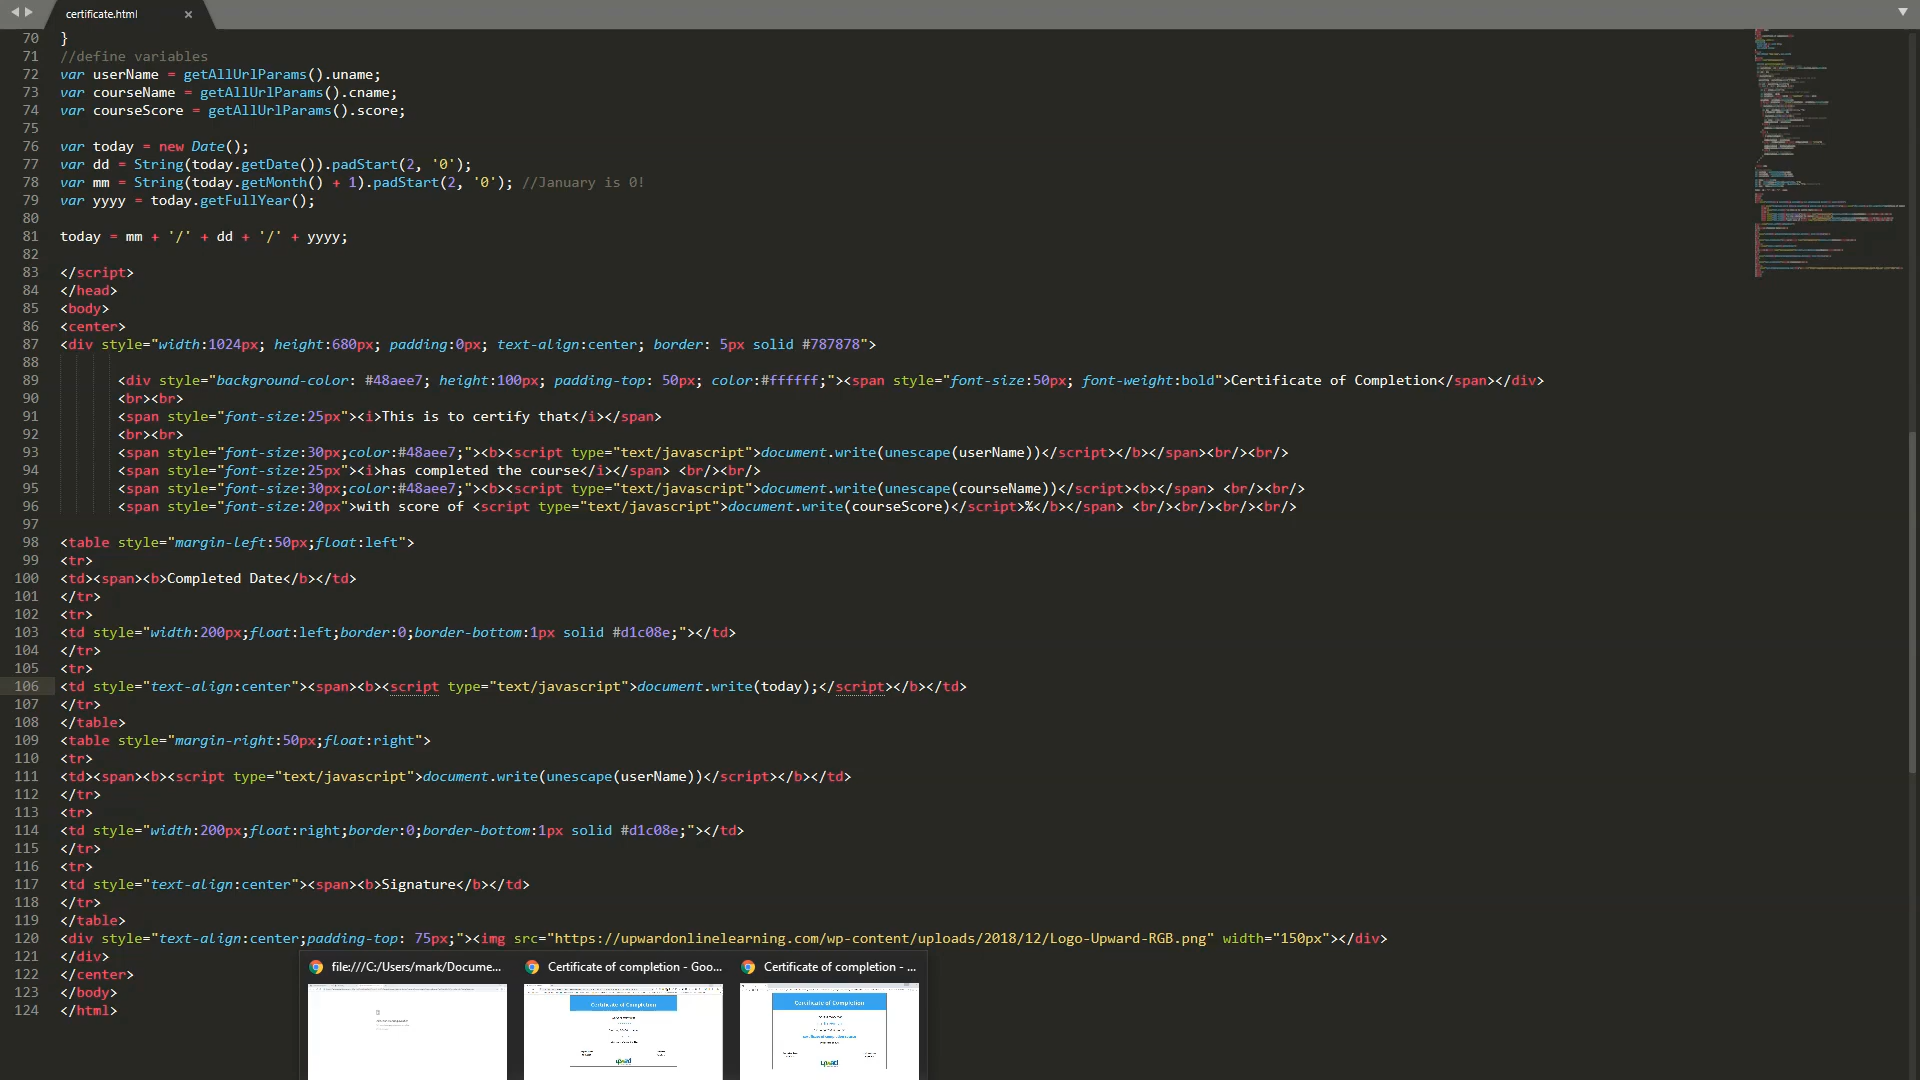 certificate.html ×
70 }
71 //define variables
72 var userName = getAllUrlParams().uname;
73 var courseName = getAllUrlParams().cname;
74 var courseScore = getAllUrlParams().score;
75
76 var today = new Date();
77 var dd = String(today.getDate()).padStart(2, '0');
78 var mm = String(today.getMonth() + 1).padStart(2, '0'); //January is 0!
79 var yyyy = today.getFullYear();
80
81 today = mm + '/' + dd + '/' + yyyy;
82
83 </script>
84 </head>
85 <body>
86 <center>
87 <div style="width:1024px; height:680px; padding:0px; text-align:center; border: 5px solid #787878">
88
89 <div style="background-color: #48aee7; height:100px; padding-top: 50px; color:#ffffff;"><span style="font-size:50px; font-weight:bold">Certificate of Completion</span></div>
90 <br><br>
91 <span style="font-size:25px"><i>This is to certify that</i></span>
92 <br><br>
93 <span style="font-size:30px;color:#48aee7;"><b><script type="text/javascript">document.write(unescape(userName))</script></b></span><br/><br/>
94 <span style="font-size:25px"><i>has completed the course</i></span> <br/><br/>
95 <span style="font-size:30px;color:#48aee7;"><b><script type="text/javascript">document.write(unescape(courseName))</script><b></span> <br/><br/>
96 <span style="font-size:20px">with score of <script type="text/javascript">document.write(courseScore)</script>%</b></span> <br/><br/><br/><br/>
97
98 <table style="margin-left:50px;float:left">
99 <tr>
100 <td><span><b>Completed Date</b></td>
101 </tr>
102 <tr>
103 <td style="width:200px;float:left;border:0;border-bottom:1px solid #d1c08e;"></td>
104 </tr>
105 <tr>
106 <td style="text-align:center"><span><b><script type="text/javascript">document.write(today);</script></b></td>
107 </tr>
108 </table>
109 <table style="margin-right:50px;float:right">
110 <tr>
111 <td><span><b><script type="text/javascript">document.write(unescape(userName))</script></b></td>
112 </tr>
113 <tr>
114 <td style="width:200px;float:right;border:0;border-bottom:1px solid #d1c08e;"></td>
115 </tr>
116 <tr>
117 <td style="text-align:center"><span><b>Signature</b></td>
118 </tr>
119 </table>
120 <div style="text-align:center;padding-top: 75px;"><img src="https://upwardonlinelearning.com/wp-content/uploads/2018/12/Logo-Upward-RGB.png" width="150px"></div>
121 </div>
122 </center>
123 </body>
124 </html>
file:///C:/Users/mark/Docume...
Certificate of completion - Goo...
Certificate of completion - ...
Certificate of Completion
Certificate of Completion
upward
upward